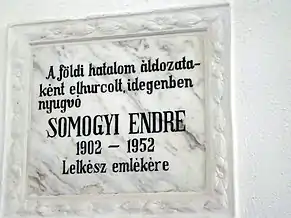 A földi hatalom áldozata-
ként elhurcolt, idegenben
nyugvó
SOMOGYI ENDRE
1902 – 1952
Lelkész emlékére